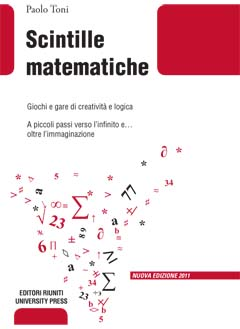 Paolo Toni
Scintille
matematiche
Giochi e gare di creatività e logica
A piccoli passi verso l'infinito e...
oltre l'immaginazione
NUOVA EDIZIONE 2011
EDITORI RIUNITI
UNIVERSITY PRESS